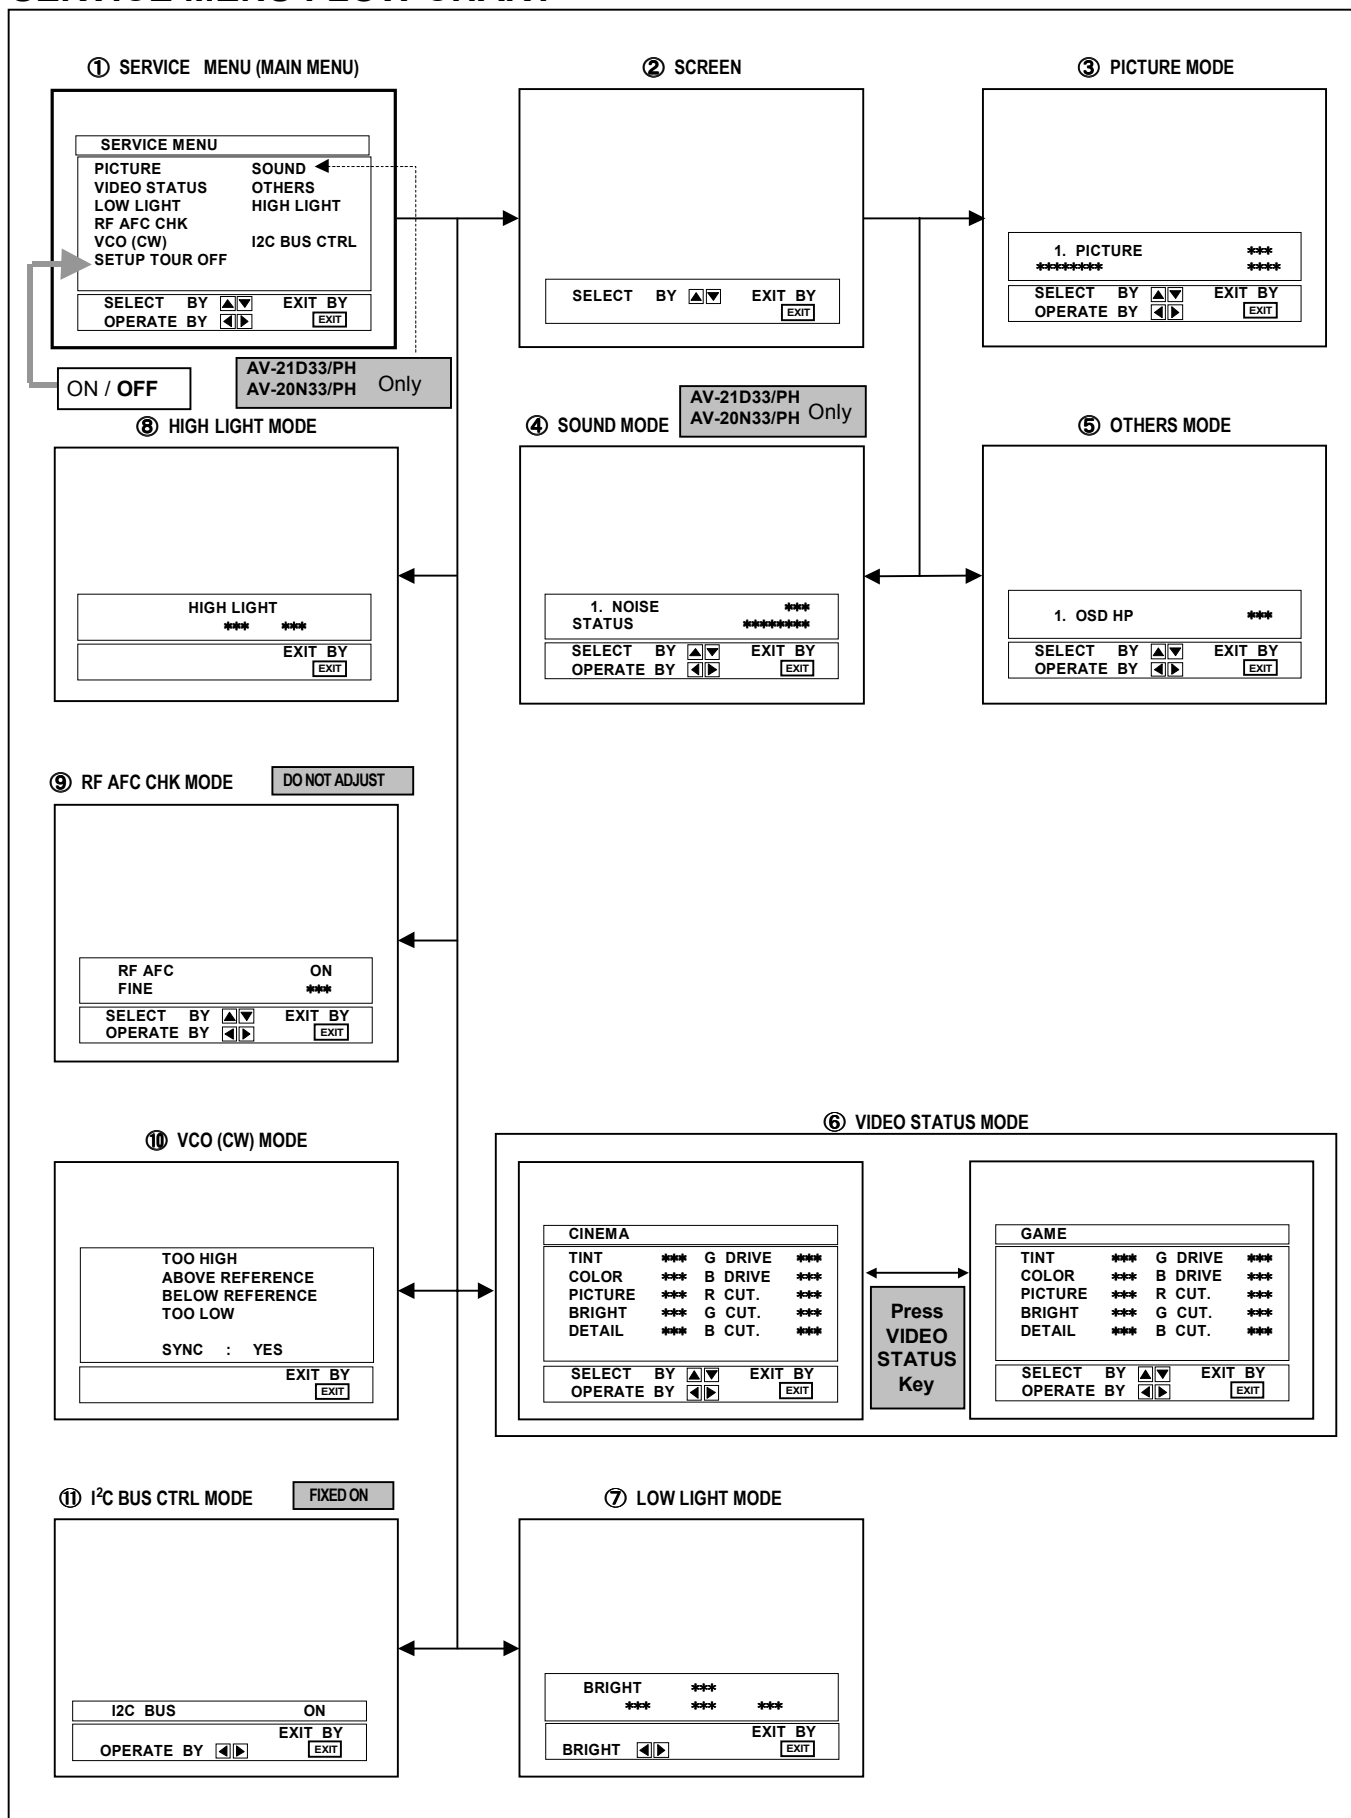 ① SERVICE MENU (MAIN MENU)
SERVICE MENU
PICTURE SOUND
VIDEO STATUS OTHERS
LOW LIGHT HIGH LIGHT
RF AFC CHK
VCO (CW) I2C BUS CTRL
SETUP TOUR OFF
SELECT BY ▲▼ EXIT BY
OPERATE BY ◀▶ EXIT
ON / OFF
AV-21D33/PH
AV-20N33/PH Only
② SCREEN
SELECT BY ▲▼ EXIT BY
EXIT
③ PICTURE MODE
1. PICTURE ***
******** ****
SELECT BY ▲▼ EXIT BY
OPERATE BY ◀▶ EXIT
⑧ HIGH LIGHT MODE
HIGH LIGHT
*** ***
EXIT BY
EXIT
④ SOUND MODE
AV-21D33/PH
AV-20N33/PH Only
1. NOISE ***
STATUS ********
SELECT BY ▲▼ EXIT BY
OPERATE BY ◀▶ EXIT
⑤ OTHERS MODE
1. OSD HP ***
SELECT BY ▲▼ EXIT BY
OPERATE BY ◀▶ EXIT
⑨ RF AFC CHK MODE DO NOT ADJUST
RF AFC ON
FINE ***
SELECT BY ▲▼ EXIT BY
OPERATE BY ◀▶ EXIT
⑩ VCO (CW) MODE
TOO HIGH
ABOVE REFERENCE
BELOW REFERENCE
TOO LOW
SYNC : YES
EXIT BY
EXIT
⑥ VIDEO STATUS MODE
CINEMA
TINT *** G DRIVE ***
COLOR *** B DRIVE ***
PICTURE *** R CUT. ***
BRIGHT *** G CUT. ***
DETAIL *** B CUT. ***
SELECT BY ▲▼ EXIT BY
OPERATE BY ◀▶ EXIT
Press
VIDEO
STATUS
Key
GAME
TINT *** G DRIVE ***
COLOR *** B DRIVE ***
PICTURE *** R CUT. ***
BRIGHT *** G CUT. ***
DETAIL *** B CUT. ***
SELECT BY ▲▼ EXIT BY
OPERATE BY ◀▶ EXIT
⑪ I²C BUS CTRL MODE FIXED ON
I2C BUS ON
EXIT BY
OPERATE BY ◀▶ EXIT
⑦ LOW LIGHT MODE
BRIGHT ***
*** *** ***
EXIT BY
BRIGHT ◀▶ EXIT